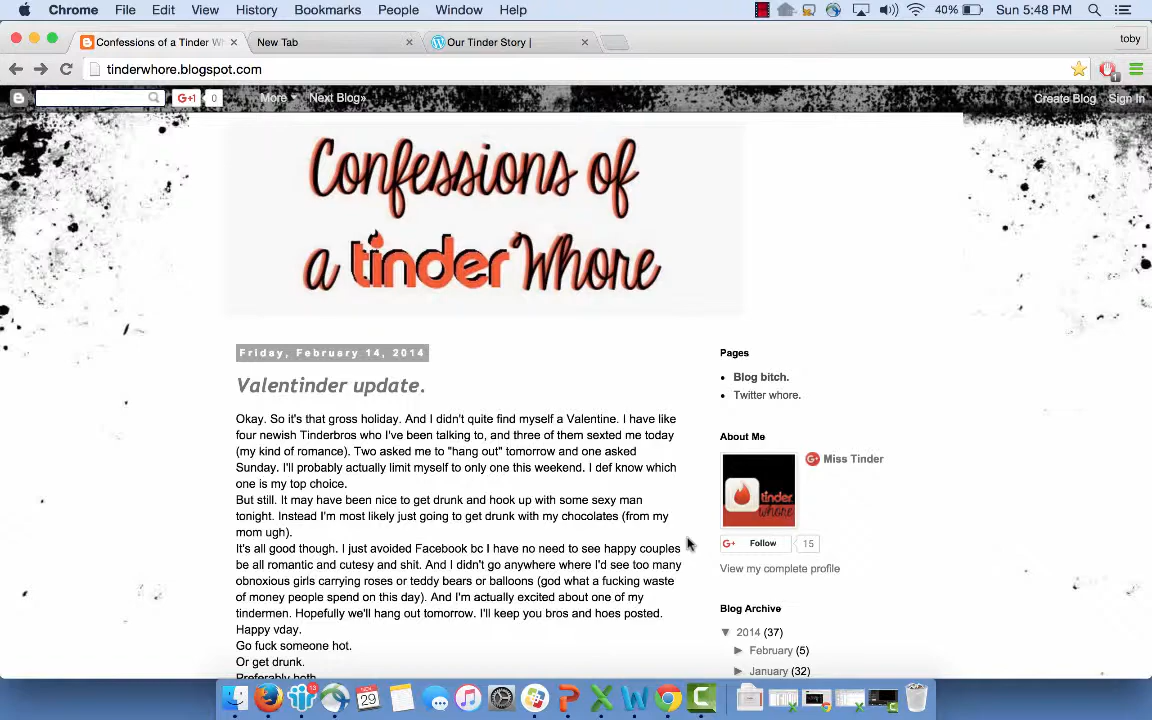 Chrome File Edit View History Bookmarks People Window Help 40% Sun 5:48 PM
Confessions of a Tinder W New Tab Our Tinder Story | toby
tinderwhore.blogspot.com
G+1 0 More Next Blog» Create Blog Sign In
Confessions of
a tinder Whore
Friday, February 14, 2014
Valentinder update.
Okay. So it's that gross holiday. And I didn't quite find myself a Valentine. I have like
four newish Tinderbros who I've been talking to, and three of them sexted me today
(my kind of romance). Two asked me to "hang out" tomorrow and one asked
Sunday. I'll probably actually limit myself to only one this weekend. I def know which
one is my top choice.
But still. It may have been nice to get drunk and hook up with some sexy man
tonight. Instead I'm most likely just going to get drunk with my chocolates (from my
mom ugh).
It's all good though. I just avoided Facebook bc I have no need to see happy couples
be all romantic and cutesy and shit. And I didn't go anywhere where I'd see too many
obnoxious girls carrying roses or teddy bears or balloons (god what a fucking waste
of money people spend on this day). And I'm actually excited about one of my
tindermen. Hopefully we'll hang out tomorrow. I'll keep you bros and hoes posted.
Happy vday.
Go fuck someone hot.
Or get drunk.
Preferably both
Pages
Blog bitch.
Twitter whore.
About Me
tinder
whore
Miss Tinder
G+ Follow 15
View my complete profile
Blog Archive
▼ 2014 (37)
► February (5)
► January (32)
13
NOV
29